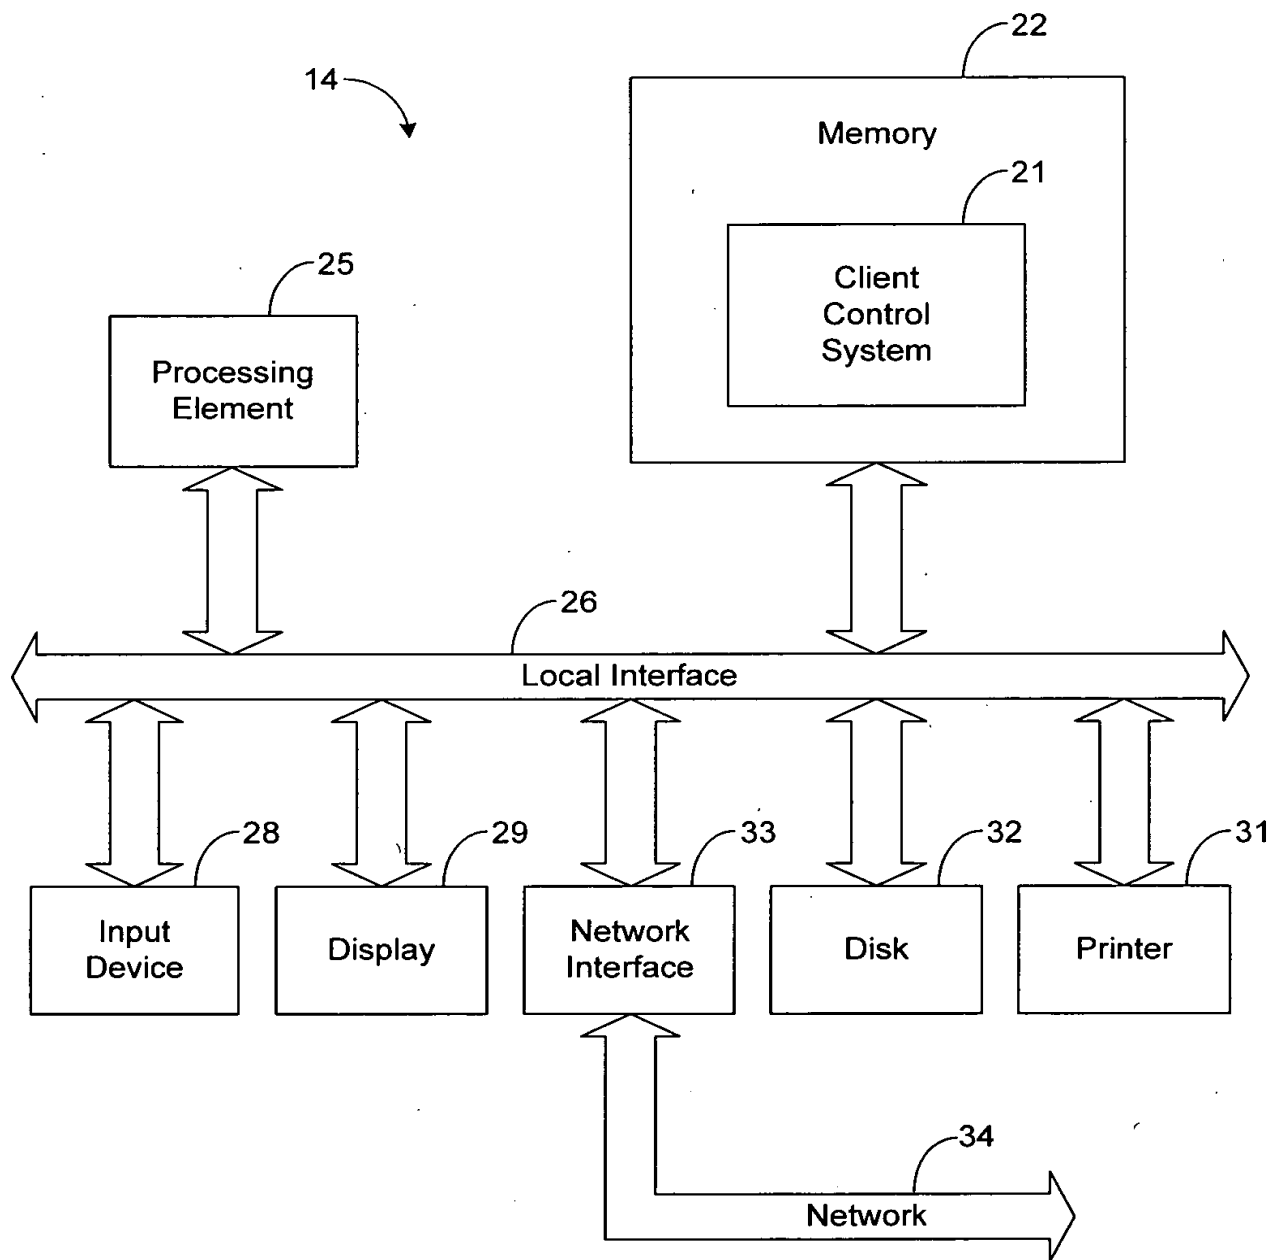 22
14
Memory
21
Client
Control
System
25
Processing
Element
26
Local Interface
28
29
33
32
31
Input
Device
Display
Network
Interface
Disk
Printer
34
Network